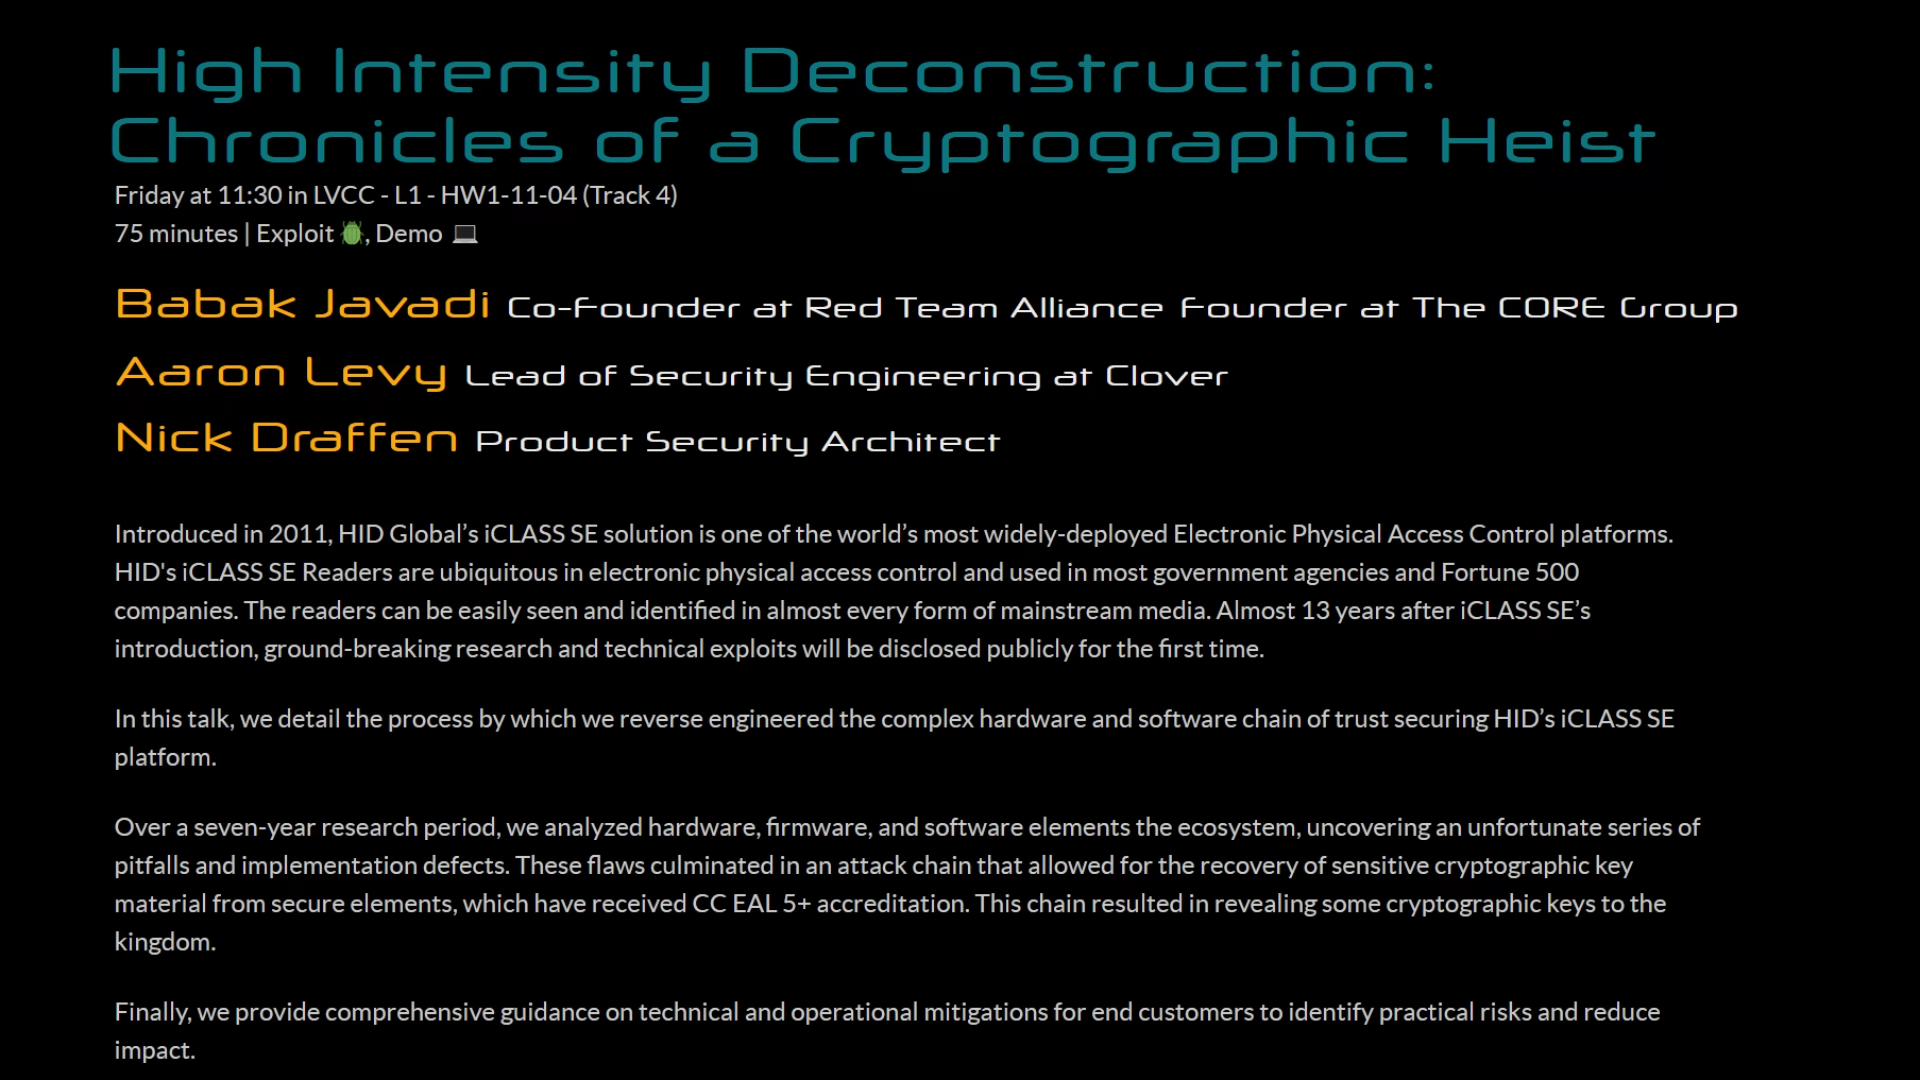 High Intensity Deconstruction:
Chronicles of a Cryptographic Heist
Friday at 11:30 in LVCC - L1 - HW1-11-04 (Track 4)
75 minutes | Exploit 🪲, Demo 💻
Babak Javadi Co-Founder at Red Team Alliance Founder at The CORE Group
Aaron Levy Lead of Security Engineering at Clover
Nick Draffen Product Security Architect
Introduced in 2011, HID Global’s iCLASS SE solution is one of the world’s most widely-deployed Electronic Physical Access Control platforms.
HID's iCLASS SE Readers are ubiquitous in electronic physical access control and used in most government agencies and Fortune 500
companies. The readers can be easily seen and identified in almost every form of mainstream media. Almost 13 years after iCLASS SE’s
introduction, ground-breaking research and technical exploits will be disclosed publicly for the first time.
In this talk, we detail the process by which we reverse engineered the complex hardware and software chain of trust securing HID’s iCLASS SE
platform.
Over a seven-year research period, we analyzed hardware, firmware, and software elements the ecosystem, uncovering an unfortunate series of
pitfalls and implementation defects. These flaws culminated in an attack chain that allowed for the recovery of sensitive cryptographic key
material from secure elements, which have received CC EAL 5+ accreditation. This chain resulted in revealing some cryptographic keys to the
kingdom.
Finally, we provide comprehensive guidance on technical and operational mitigations for end customers to identify practical risks and reduce
impact.